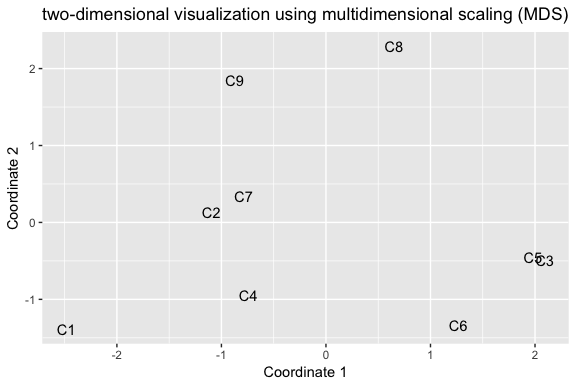 two-dimensional visualization using multidimensional scaling (MDS)
C8
C9
2
1
C7
C2
0
C5
C3
C4
-1
C6
C1
-2
-1
0
1
2
Coordinate 2
Coordinate 1